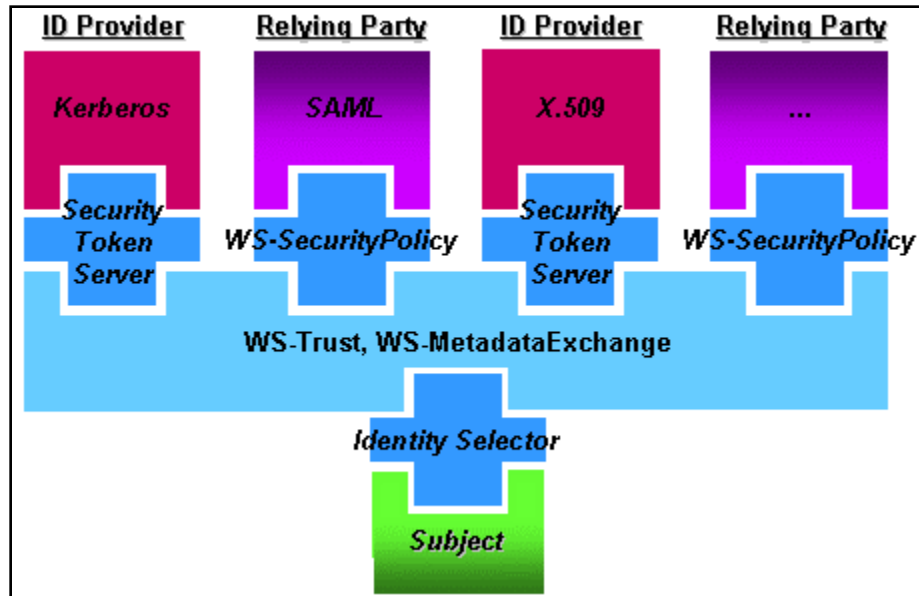 ID Provider
Relying Party
ID Provider
Relying Party
Kerberos
SAML
X.509
...
Security
Token
Server
WS-SecurityPolicy
Security
Token
Server
WS-SecurityPolicy
WS-Trust, WS-MetadataExchange
Identity Selector
Subject